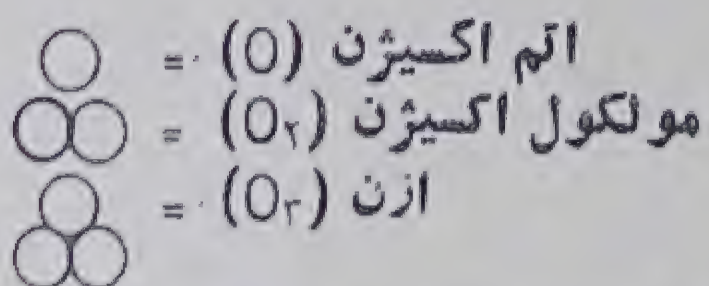 اتم اکسیژن (O) =
مولکول اکسیژن (O۲) =
ازن (O۳) =